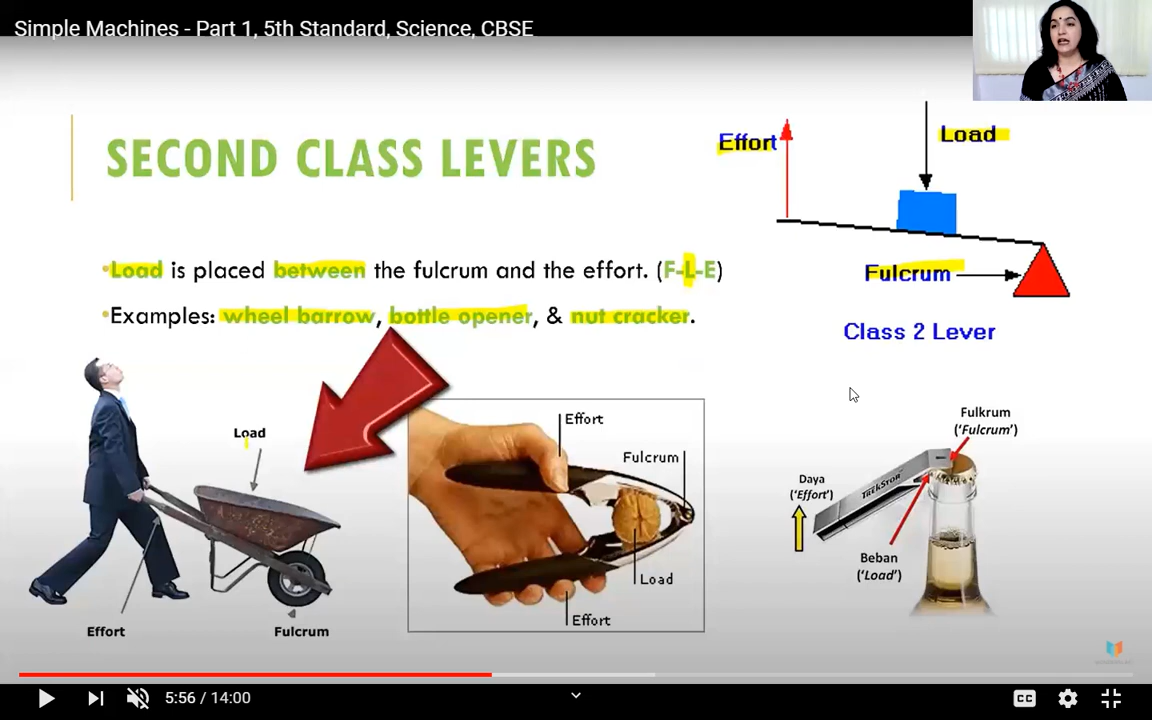 Simple Machines - Part 1, 5th Standard, Science, CBSE
SECOND CLASS LEVERS
Effort
Load
•Load is placed between the fulcrum and the effort. (F-L-E)
Fulcrum
•Examples: wheel barrow, bottle opener, & nut cracker.
Class 2 Lever
Load
Effort
Fulcrum
Effort
Fulcrum
Load
Effort
Fulkrum
('Fulcrum')
Daya
('Effort')
TREKSTOR
Beban
('Load')
5:56 / 14:00
CC